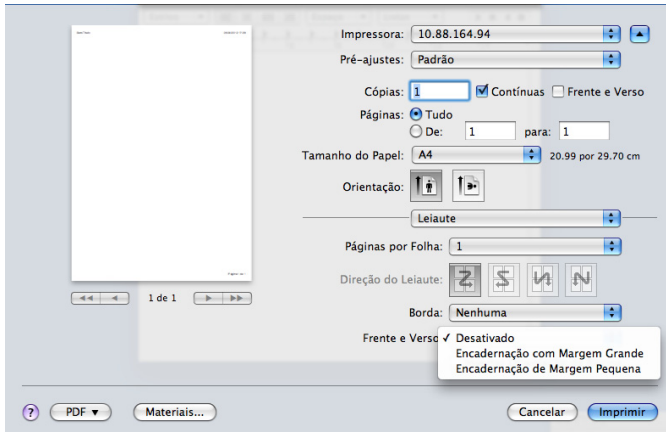 Impressora: 10.88.164.94
Pré-ajustes: Padrão
Cópias: 1 Contínuas Frente e Verso
Páginas: Tudo
De: 1 para: 1
Tamanho do Papel: A4 20.99 por 29.70 cm
Orientação:
Leiaute
Páginas por Folha: 1
Direção do Leiaute:
1 de 1
Borda: Nenhuma
Frente e Verso ✓ Desativado
Encadernação com Margem Grande
Encadernação de Margem Pequena
? PDF ▼ Materiais... Cancelar Imprimir